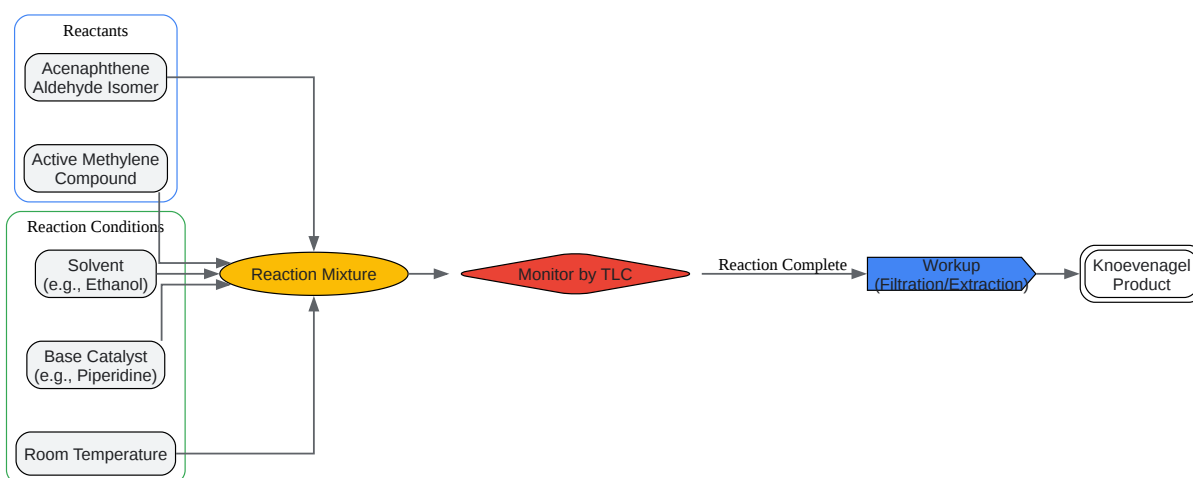 Reactants
Acenaphthene
Aldehyde Isomer
Active Methylene
Compound
Reaction Conditions
Solvent
(e.g., Ethanol)
Base Catalyst
(e.g., Piperidine)
Room Temperature
Reaction Mixture
Monitor by TLC
Reaction Complete
Workup
(Filtration/Extraction)
Knoevenagel
Product